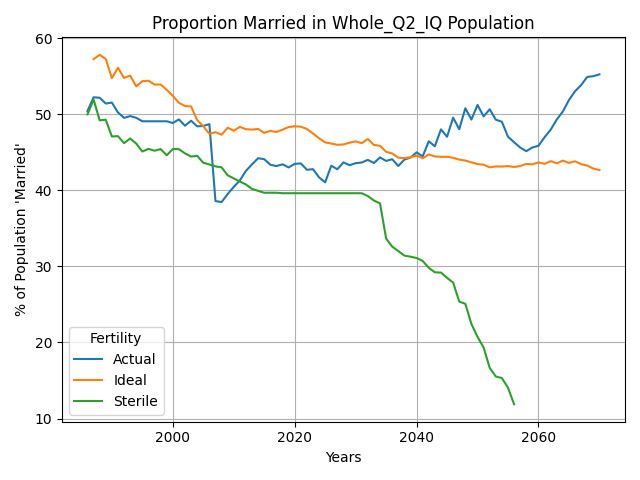 Proportion Married in Whole_Q2_IQ Population
% of Population 'Married'
60
50
40
30
20
10
Fertility
Actual
Ideal
Sterile
2000 2020 2040 2060
Years